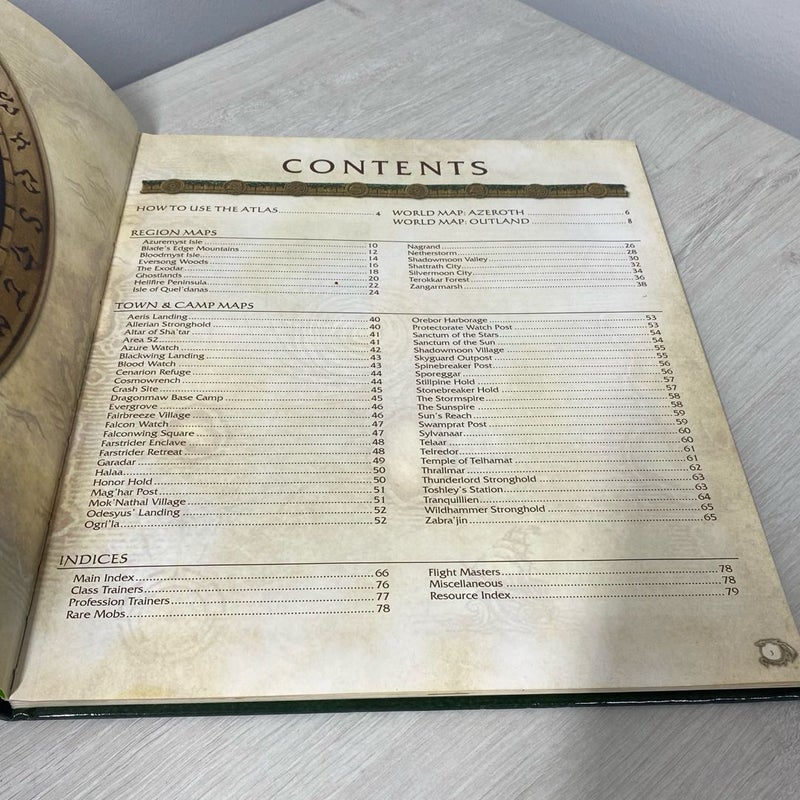 CONTENTS
HOW TO USE THE ATLAS 4
WORLD MAP: AZEROTH 6
WORLD MAP: OUTLAND 8
REGION MAPS
Azuremyst Isle 10
Blade's Edge Mountains 12
Bloodmyst Isle 14
Eversong Woods 16
The Exodar 18
Ghostlands 20
Hellfire Peninsula 22
Isle of Quel'danas 24
Nagrand 26
Netherstorm 28
Shadowmoon Valley 30
Shattrath City 32
Silvermoon City 34
Terokkar Forest 36
Zangarmarsh 38
TOWN & CAMP MAPS
Aeris Landing 40
Allerian Stronghold 40
Altar of Sha'tar 41
Area 52 41
Azure Watch 42
Blackwing Landing 43
Blood Watch 43
Cenarion Refuge 44
Cosmowrench 44
Crash Site 45
Dragonmaw Base Camp 45
Evergrove 46
Fairbreeze Village 46
Falcon Watch 47
Falconwing Square 47
Farstrider Enclave 48
Farstrider Retreat 48
Garadar 49
Halaa 50
Honor Hold 50
Mag'har Post 51
Mok'Nathal Village 51
Odesyus' Landing 52
Ogri'la 52
Orebor Harborage 53
Protectorate Watch Post 53
Sanctum of the Stars 54
Sanctum of the Sun 54
Shadowmoon Village 55
Skyguard Outpost 55
Spinebreaker Post 56
Sporeggar 56
Stillpine Hold 57
Stonebreaker Hold 57
The Stormspire 58
The Sunspire 58
Sun's Reach 59
Swamprat Post 59
Sylvanaar 60
Telaar 60
Telredor 61
Temple of Telhamat 61
Thrallmar 62
Thunderlord Stronghold 63
Toshley's Station 63
Tranquillien 64
Wildhammer Stronghold 65
Zabra'jin 65
INDICES
Main Index 66
Class Trainers 76
Profession Trainers 77
Rare Mobs 78
Flight Masters 78
Miscellaneous 78
Resource Index 79
3